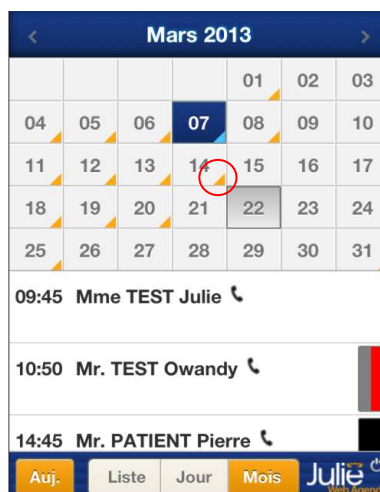 < Mars 2013 >
01 02 03
04 05 06 07 08 09 10
11 12 13 14 15 16 17
18 19 20 21 22 23 24
25 26 27 28 29 30 31
09:45 Mme TEST Julie
10:50 Mr. TEST Owandy
14:45 Mr. PATIENT Pierre
Auj. Liste Jour Mois Julie
Web Agenda